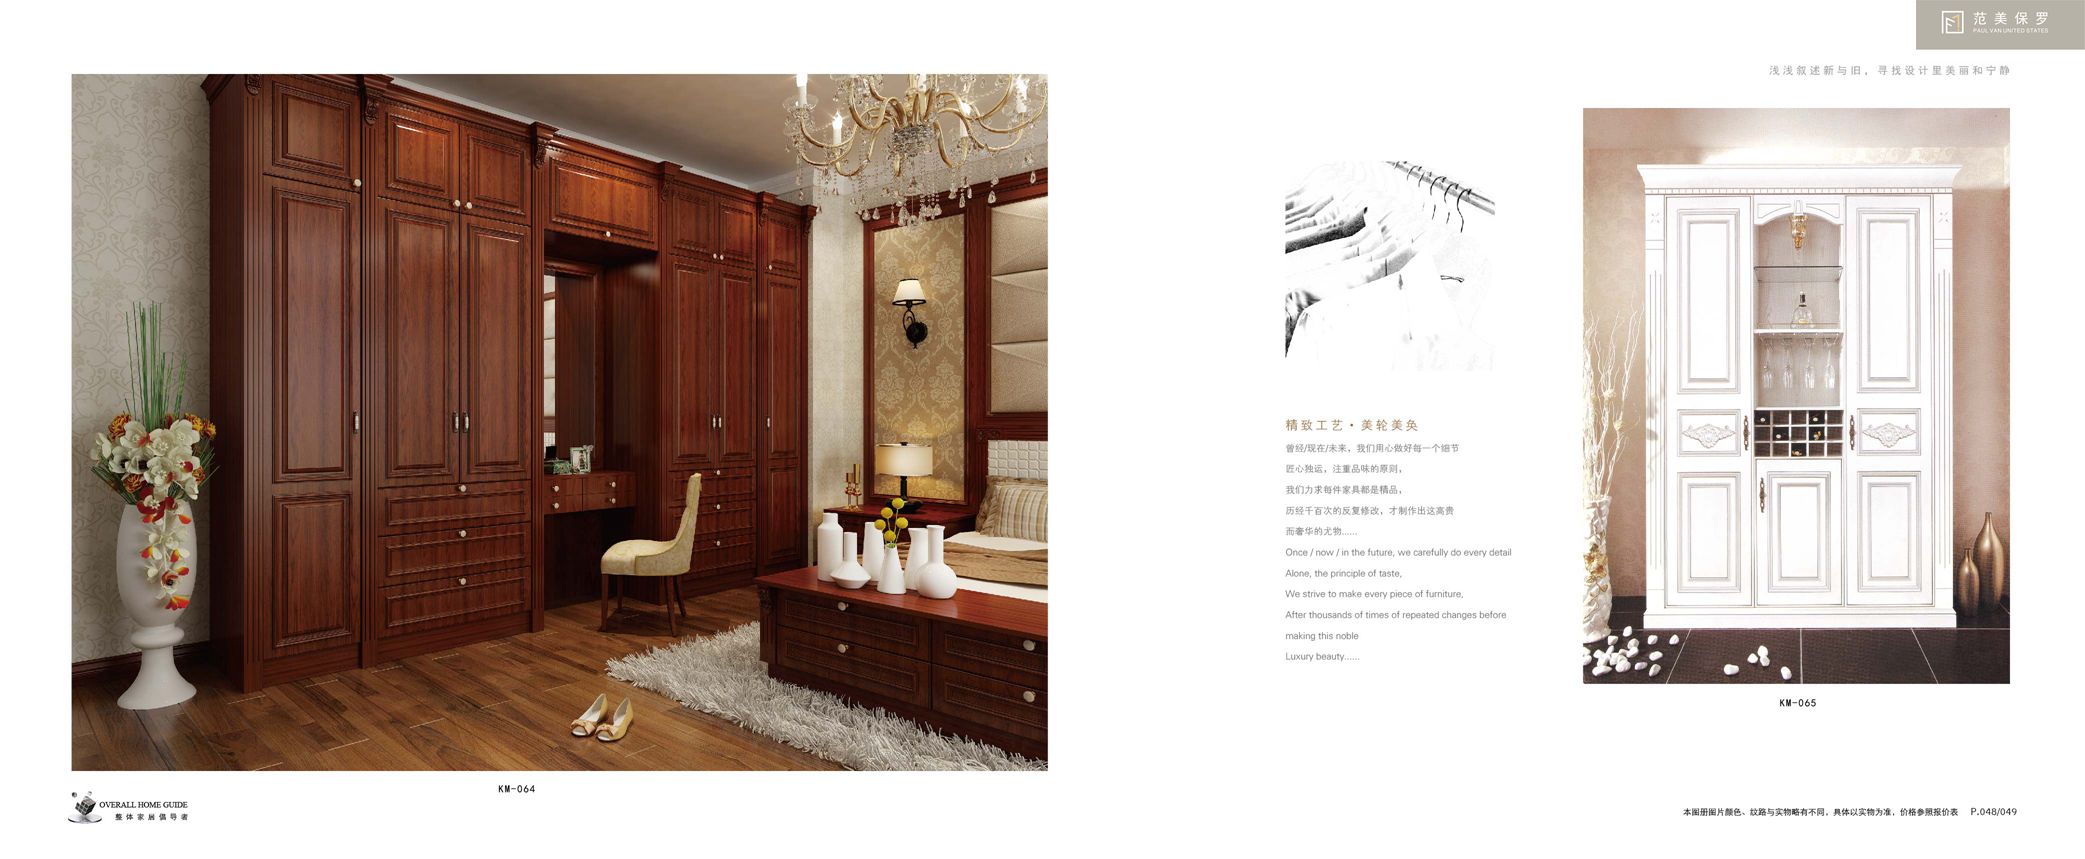 范美保罗
PAUL VAN UNITED STATES
浅浅叙述新与旧，寻找设计里美丽和宁静
精致工艺·美轮美奂
曾经/现在/未来，我们用心做好每一个细节
匠心独运，注重品味的原则，
我们力求每件家具都是精品，
历经千百次的反复修改，才制作出这高贵
而奢华的尤物......
Once / now / in the future, we carefully do every detail
Alone, the principle of taste,
We strive to make every piece of furniture,
After thousands of times of repeated changes before
making this noble
Luxury beauty......
KM-064
KM-065
OVERALL HOME GUIDE
整体家居倡导者
本图册图片颜色、纹路与实物略有不同，具体以实物为准，价格参照报价表 P.048/049